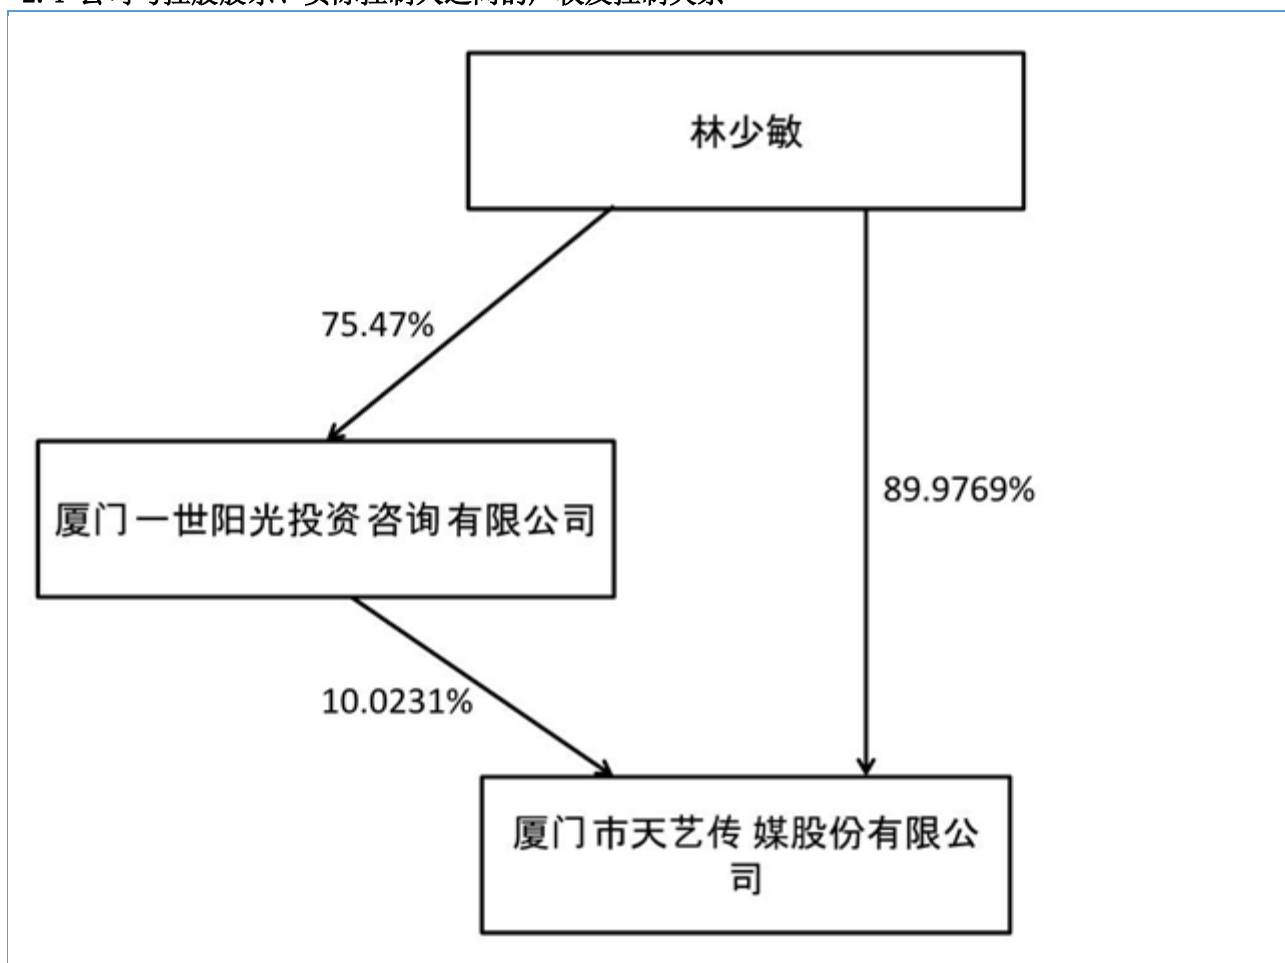 林少敏
75.47%
厦门一世阳光投资咨询有限公司
89.9769%
10.0231%
厦门市天艺传媒股份有限公
司